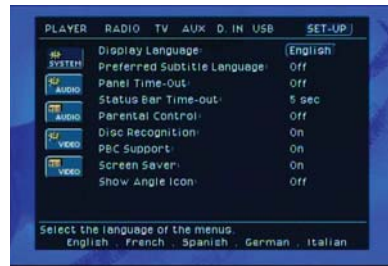 PLAYER RADIO TV AUX D. IN USB SET-UP
SYSTEM
AUDIO
AUDIO
VIDEO
VIDEO
Display Language: English
Preferred Subtitle Language: Off
Panel Time-Out: Off
Status Bar Time-out: 5 sec
Parental Control: Off
Disc Recognition: On
PBC Support: On
Screen Saver: On
Show Angle Icon: Off
Select the language of the menus.
English , French , Spanish , German , Italian